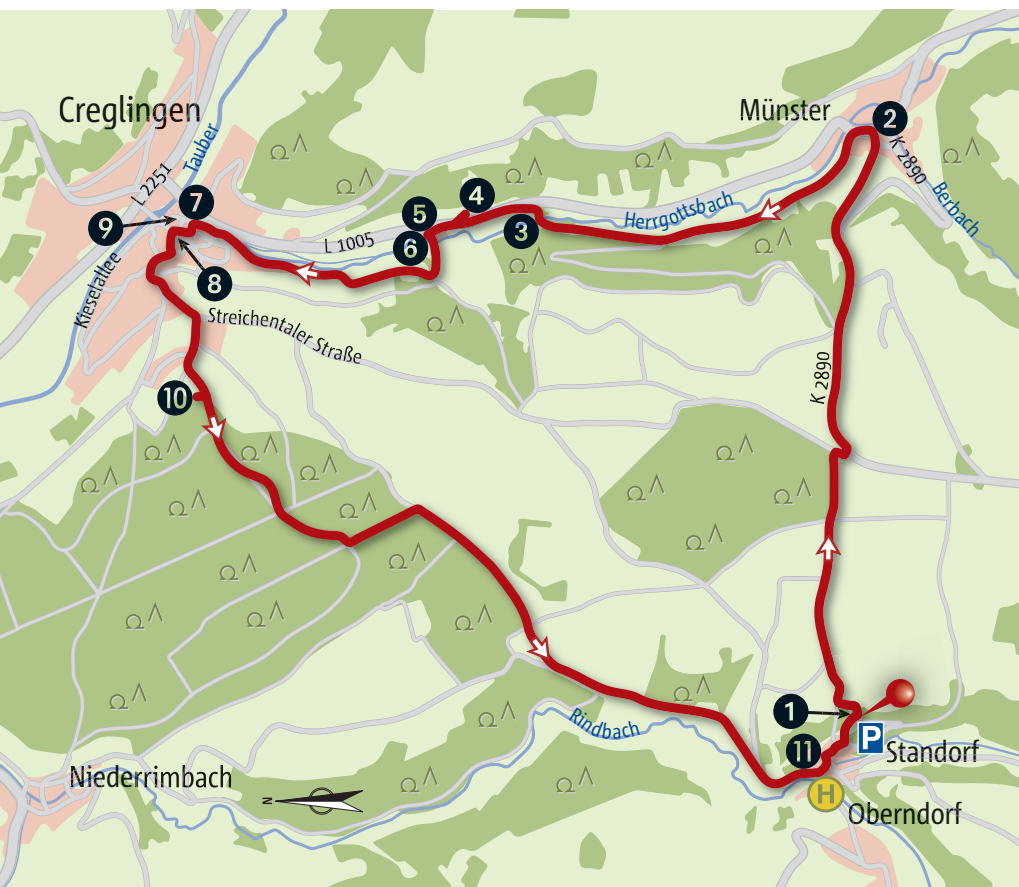 Creglingen
Münster
2
K 2890
Berbach
L 2251
Tauber
7
9
8
Kieselallee
5
4
6
3
L 1005
Herrgottsbach
Streichentaler Straße
K 2890
10
Rindbach
1
P
11
Standorf
H
Oberndorf
Niederrimbach
N